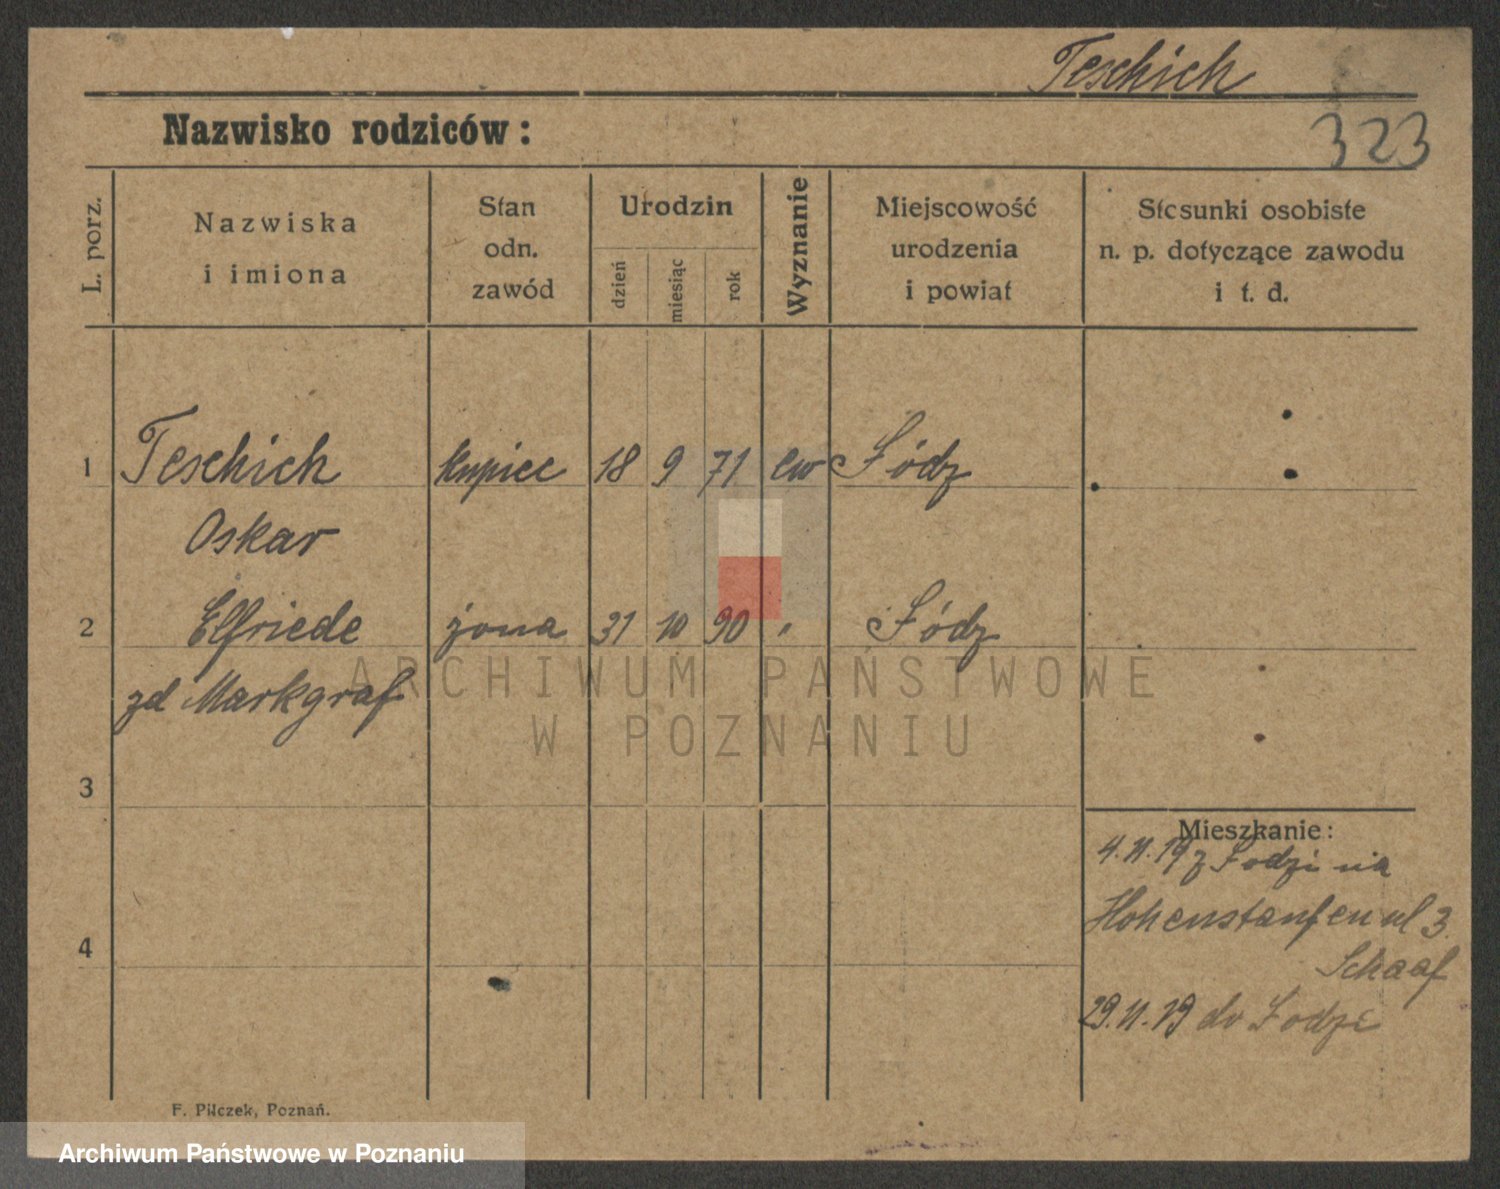 Teschich
Nazwisko rodziców:
323
L. porz.
Nazwiska
i imiona
Stan
odn.
zawód
Urodzin
dzień
miesiąc
rok
Wyznanie
Miejscowość
urodzenia
i powiat
Stosunki osobiste
n. p. dotyczące zawodu
i t. d.
1 Teschich kupiec 18 9 71 ew Łódz
Oskar
2 Elfriede żona 31 10 90 " Łódz
zd Markgraf
ARCHIWUM PAŃSTWOWE
W POZNANIU
3
Mieszkanie:
4.11.19 z Łodzi na
Hohenstaufen ul 3
4
Schaaf
29.11.19 do Łodzi
F. Pilczek, Poznań.
Archiwum Państwowe w Poznaniu